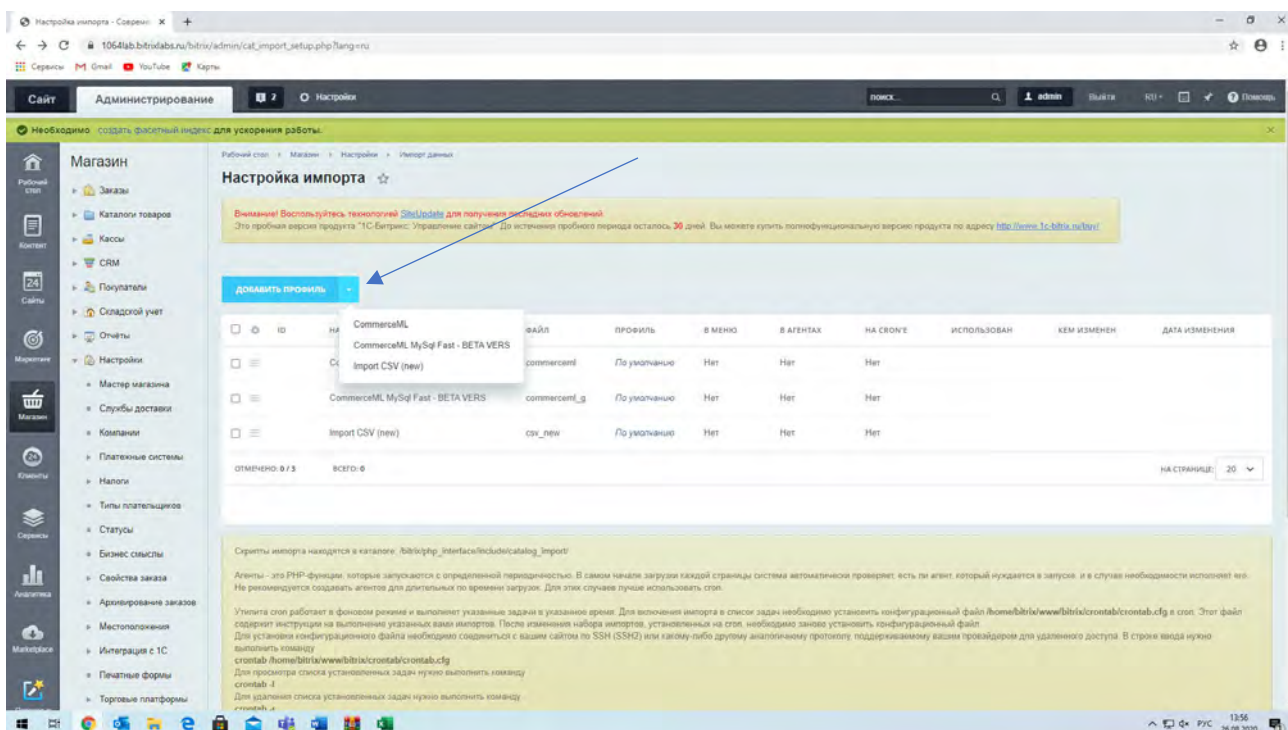 Настройка импорта - Совреме
1064lab.bitrixlabs.ru/bitrix/admin/cat_import_setup.php?lang=ru
Сервисы Gmail YouTube Карты
Сайт Администрирование 2 Настройки поиск... admin Выйти RU Помощь
Необходимо создать фасетный индекс для ускорения работы.
Рабочий стол Магазин Настройки Импорт данных
Настройка импорта
Внимание! Воспользуйтесь технологией SiteUpdate для получения последних обновлений.
Это пробная версия продукта "1С-Битрикс: Управление сайтом". До истечения пробного периода осталось 30 дней. Вы можете купить полнофункциональную версию продукта по адресу http://www.1c-bitrix.ru/buy/
Рабочий стол
Контент
24
Сайты
Маркетинг
Магазин
Клиенты
Сервисы
Аналитика
Marketplace
Магазин
Заказы
Каталоги товаров
Кассы
CRM
Покупатели
Складской учет
Отчёты
Настройки
Мастер магазина
Службы доставки
Компании
Платежные системы
Налоги
Типы плательщиков
Статусы
Бизнес смыслы
Свойства заказа
Архивирование заказов
Местоположения
Интеграция с 1С
Печатные формы
Торговые платформы
ДОБАВИТЬ ПРОФИЛЬ
CommerceML
CommerceML MySql Fast - BETA VERS
Import CSV (new)
ID НА ФАЙЛ ПРОФИЛЬ В МЕНЮ В АГЕНТАХ НА CRON'Е ИСПОЛЬЗОВАН КЕМ ИЗМЕНЕН ДАТА ИЗМЕНЕНИЯ
Co commerceml По умолчанию Нет Нет Нет
CommerceML MySql Fast - BETA VERS commerceml_g По умолчанию Нет Нет Нет
Import CSV (new) csv_new По умолчанию Нет Нет Нет
ОТМЕЧЕНО: 0 / 3 ВСЕГО: 0 НА СТРАНИЦЕ: 20
Скрипты импорта находятся в каталоге: /bitrix/php_interface/include/catalog_import/
Агенты - это PHP-функции, которые запускаются с определенной периодичностью. В самом начале загрузки каждой страницы система автоматически проверяет, есть ли агент, который нуждается в запуске, и в случае необходимости исполняет его.
Не рекомендуется создавать агентов для длительных по времени загрузок. Для этих случаев лучше использовать cron.
Утилита cron работает в фоновом режиме и выполняет указанные задачи в указанное время. Для включения импорта в список задач необходимо установить конфигурационный файл /home/bitrix/www/bitrix/crontab/crontab.cfg в cron. Этот файл
содержит инструкции на выполнение указанных вами импортов. После изменения набора импортов, установленных на cron, необходимо заново установить конфигурационный файл.
Для установки конфигурационного файла необходимо соединиться с вашим сайтом по SSH (SSH2) или какому-либо другому аналогичному протоколу, поддерживаемому вашим провайдером для удаленного доступа. В строке ввода нужно
выполнить команду
crontab /home/bitrix/www/bitrix/crontab/crontab.cfg
Для просмотра списка установленных задач нужно выполнить команду
crontab -l
Для удаления списка установленных задач нужно выполнить команду
crontab -r
РУС 13:56
26.08.2020